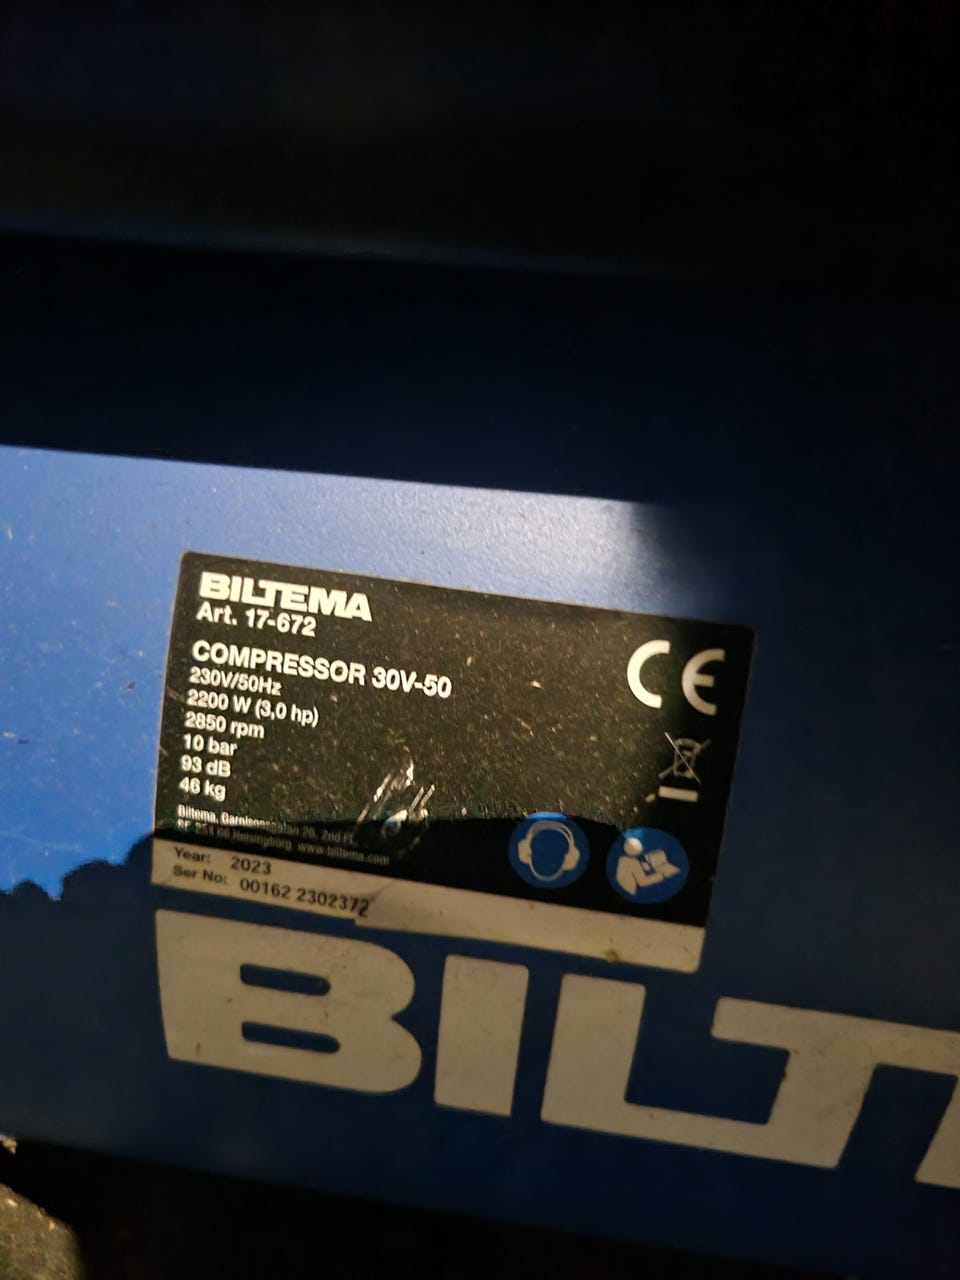 BILTEMA
Art. 17-672
COMPRESSOR 30V-50
230V/50Hz
2200 W (3,0 hp)
2850 rpm
10 bar
93 dB
46 kg
CE
Biltema, Garnisonsgatan 26, 2nd
Helsingborg www.biltema.com
Year: 2023
Ser No: 00162 2302372
BILT